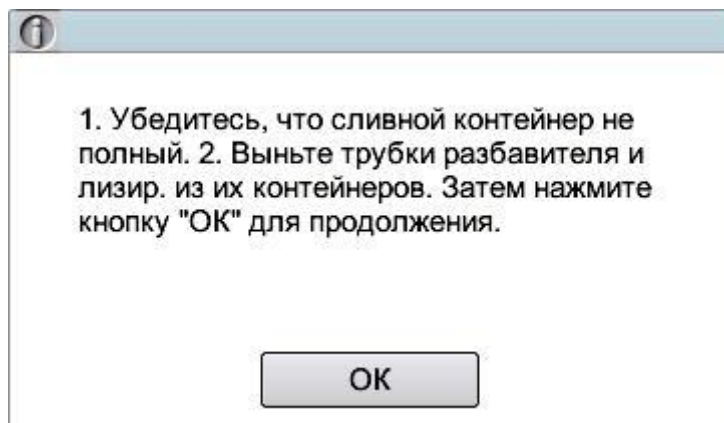 1. Убедитесь, что сливной контейнер не
полный. 2. Выньте трубки разбавителя и
лизир. из их контейнеров. Затем нажмите
кнопку "ОК" для продолжения.
ОК